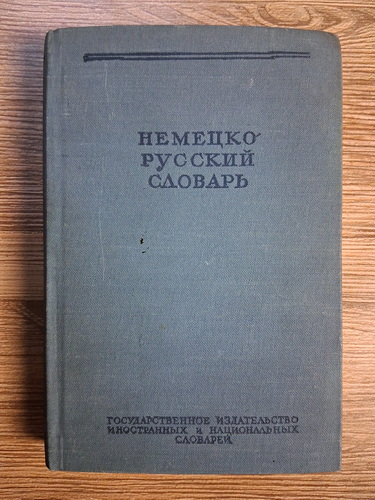 НЕМЕЦКО-
РУССКИЙ
СЛОВАРЬ
ГОСУДАРСТВЕННОЕ ИЗДАТЕЛЬСТВО
ИНОСТРАННЫХ И НАЦИОНАЛЬНЫХ
СЛОВАРЕЙ